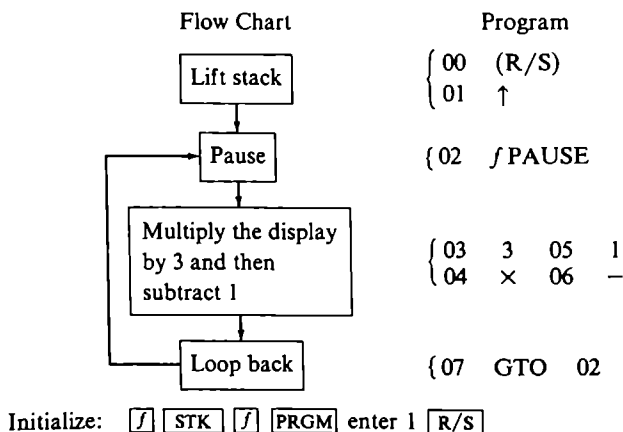 Flow Chart Program
Lift stack
00 (R/S)
01 ↑
Pause
02 f PAUSE
Multiply the display
by 3 and then
subtract 1
03 3 05 1
04 × 06 −
Loop back
07 GTO 02
Initialize: f STK f PRGM enter 1 R/S